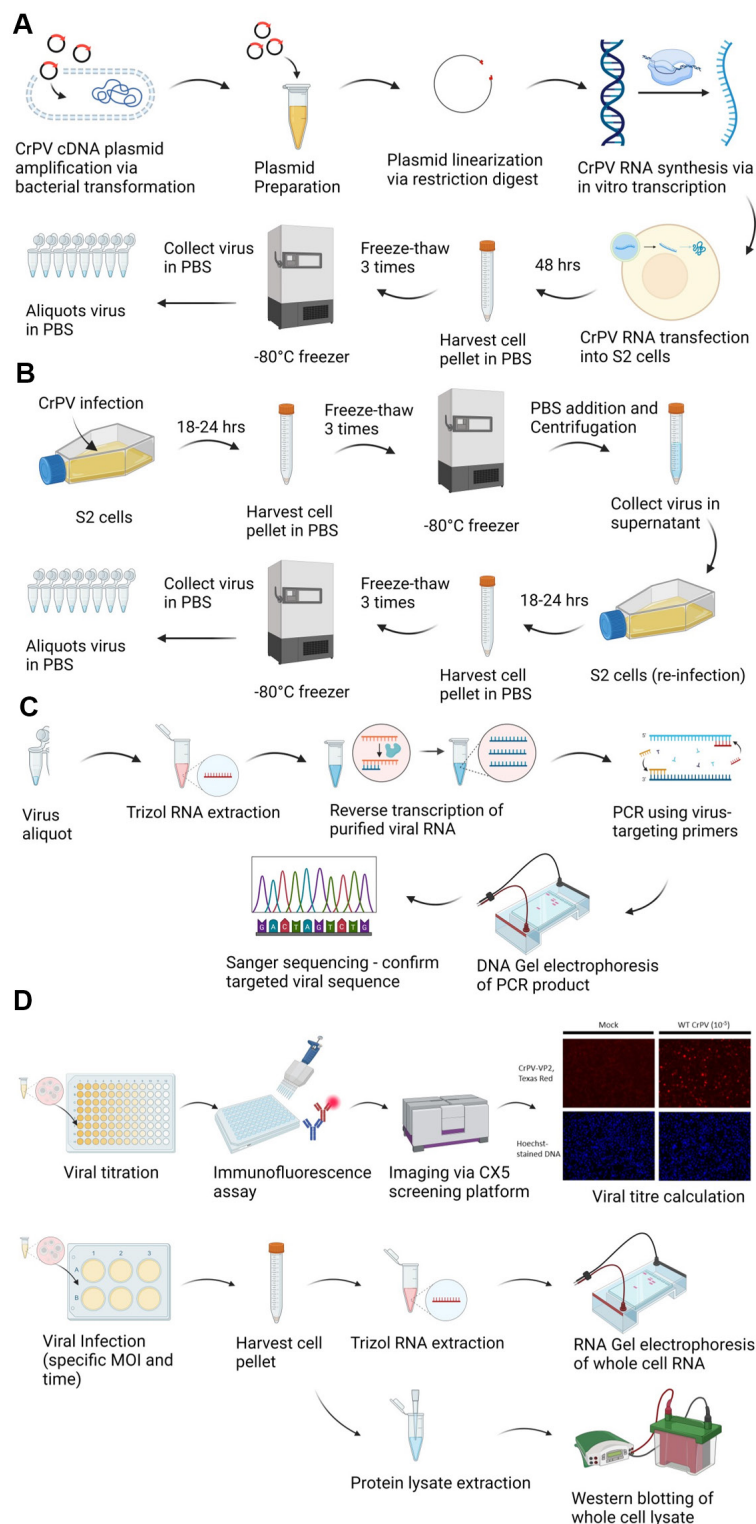 A
CrPV cDNA plasmid
amplification via
bacterial transformation
Plasmid
Preparation
Plasmid linearization
via restriction digest
CrPV RNA synthesis via
in vitro transcription
Aliquots virus
in PBS
Collect virus
in PBS
-80°C freezer
Freeze-thaw
3 times
Harvest cell
pellet in PBS
48 hrs
CrPV RNA transfection
into S2 cells
B
CrPV infection
S2 cells
18-24 hrs
Harvest cell
pellet in PBS
Freeze-thaw
3 times
-80°C freezer
PBS addition and
Centrifugation
Collect virus in
supernatant
Aliquots virus
in PBS
Collect virus
in PBS
-80°C freezer
Freeze-thaw
3 times
Harvest cell
pellet in PBS
18-24 hrs
S2 cells (re-infection)
C
Virus
aliquot
Trizol RNA extraction
Reverse transcription of
purified viral RNA
PCR using virus-
targeting primers
G A C T A G T C T G
Sanger sequencing - confirm
targeted viral sequence
DNA Gel electrophoresis
of PCR product
D
Viral titration
Immunofluorescence
assay
Imaging via CX5
screening platform
Mock
WT CrPV (10⁻⁵)
CrPV-VP2,
Texas Red
Hoechst-
stained DNA
Viral titre calculation
1 2 3
A
B
Viral Infection
(specific MOI and
time)
Harvest cell
pellet
Trizol RNA extraction
RNA Gel electrophoresis
of whole cell RNA
Protein lysate extraction
Western blotting of
whole cell lysate